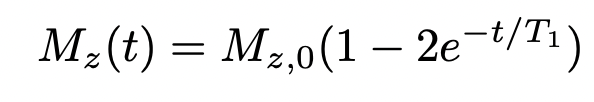 M_z(t) = M_{z,0}(1 − 2e^{−t/T_1})